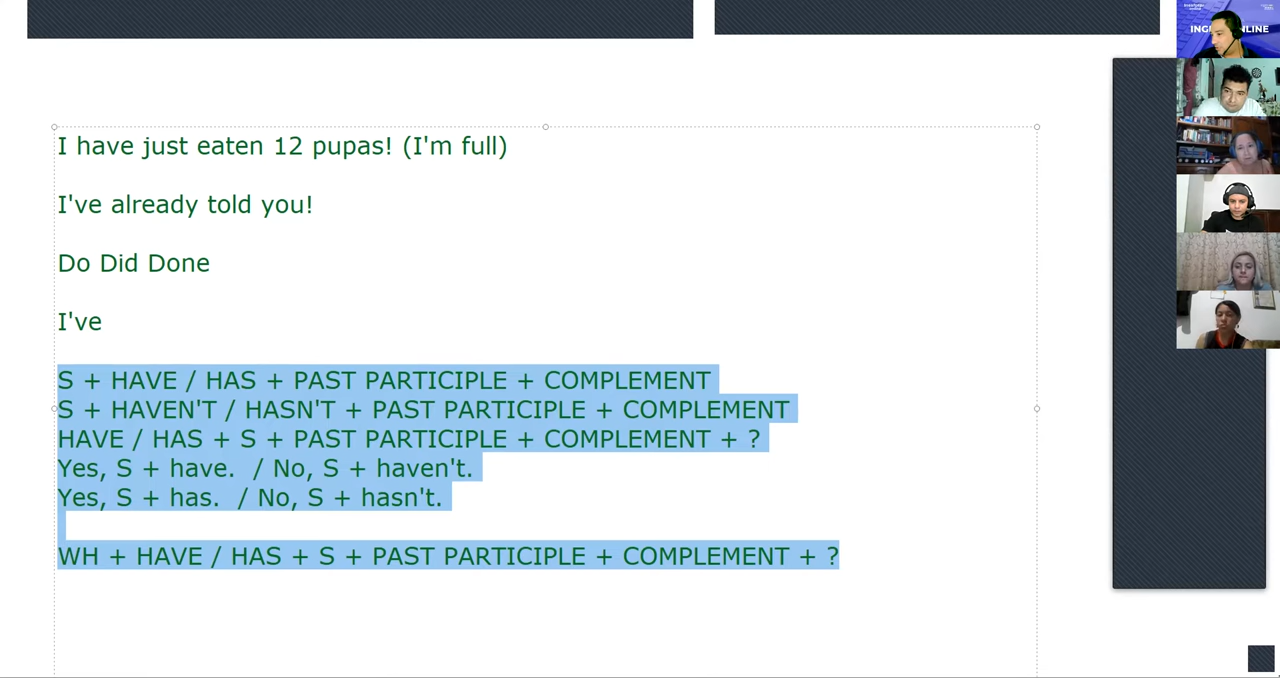 I have just eaten 12 pupas! (I'm full)
I've already told you!
Do Did Done
I've
S + HAVE / HAS + PAST PARTICIPLE + COMPLEMENT
S + HAVEN'T / HASN'T + PAST PARTICIPLE + COMPLEMENT
HAVE / HAS + S + PAST PARTICIPLE + COMPLEMENT + ?
Yes, S + have.  / No, S + haven't.
Yes, S + has.  / No, S + hasn't.
WH + HAVE / HAS + S + PAST PARTICIPLE + COMPLEMENT + ?